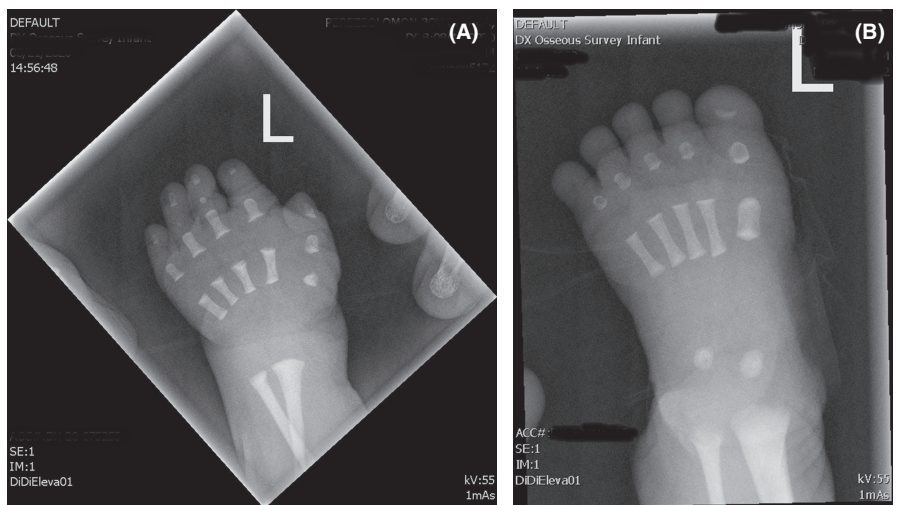 DEFAULT
14:56:48
(A)
L
SE:1
IM:1
DiDiEleva01
kV:55
1mAs
DEFAULT
DX Osseous Survey Infant
(B)
L
ACC#
SE:1
IM:1
DiDiEleva01
kV:55
1mAs